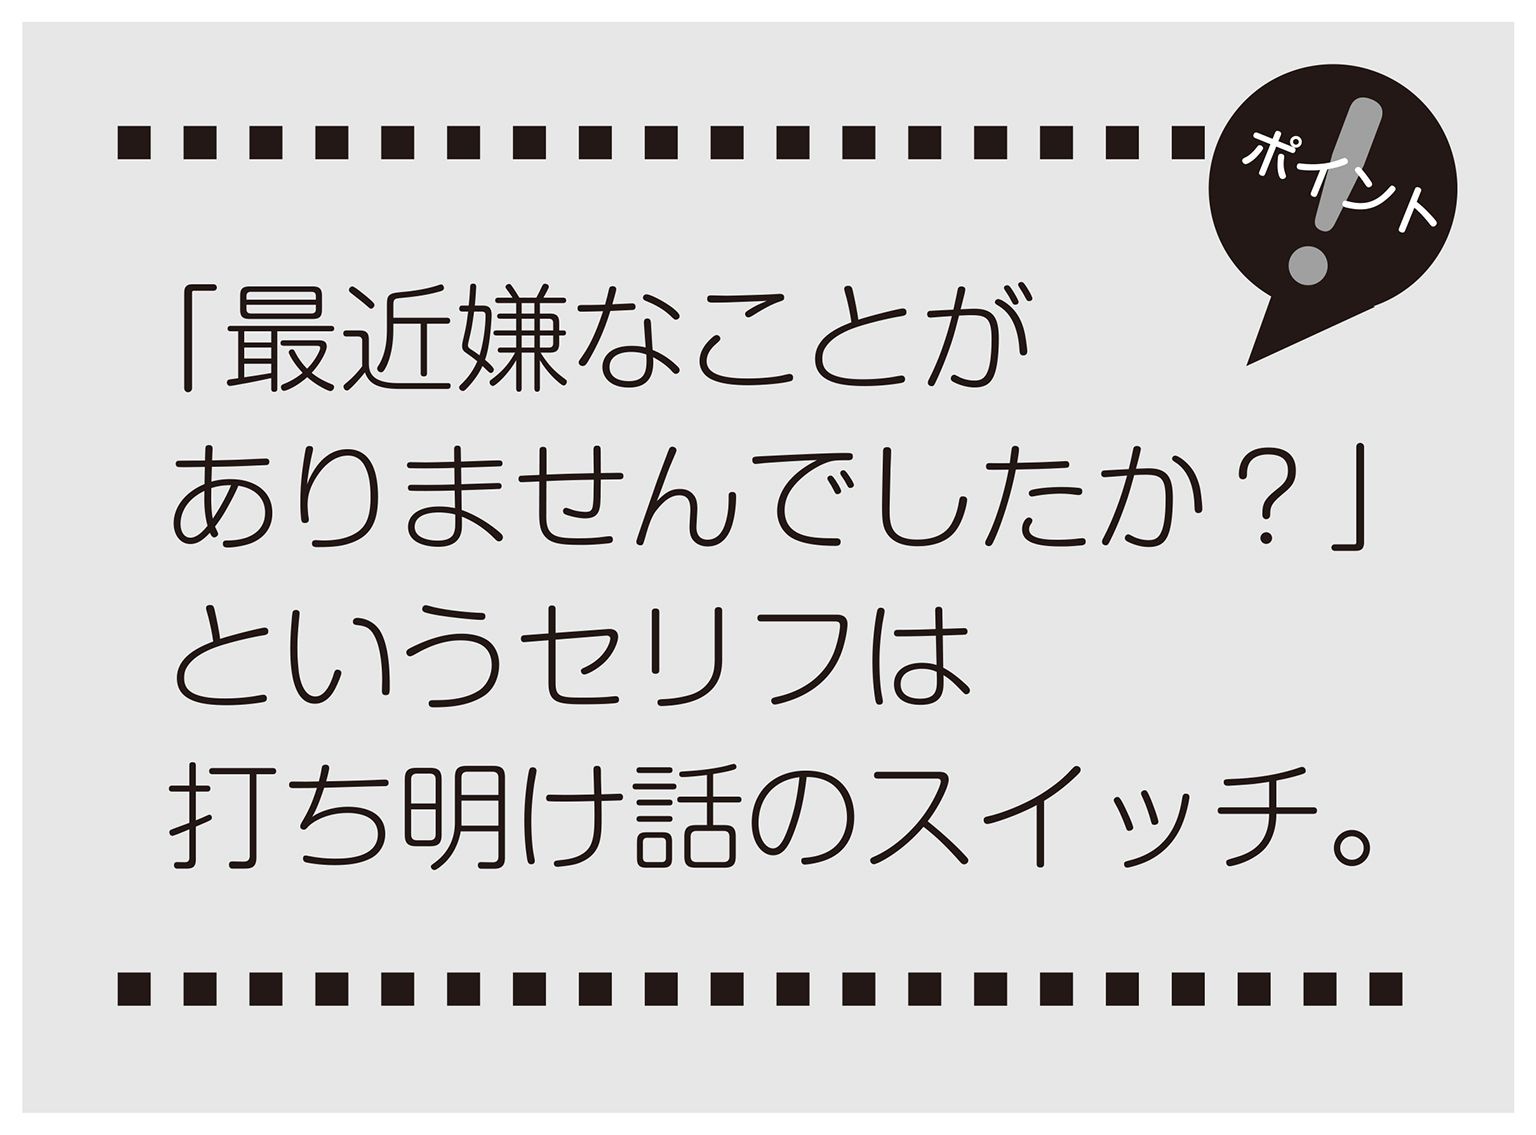 ポイント
「最近嫌なことが
ありませんでしたか？」
というセリフは
打ち明け話のスイッチ。